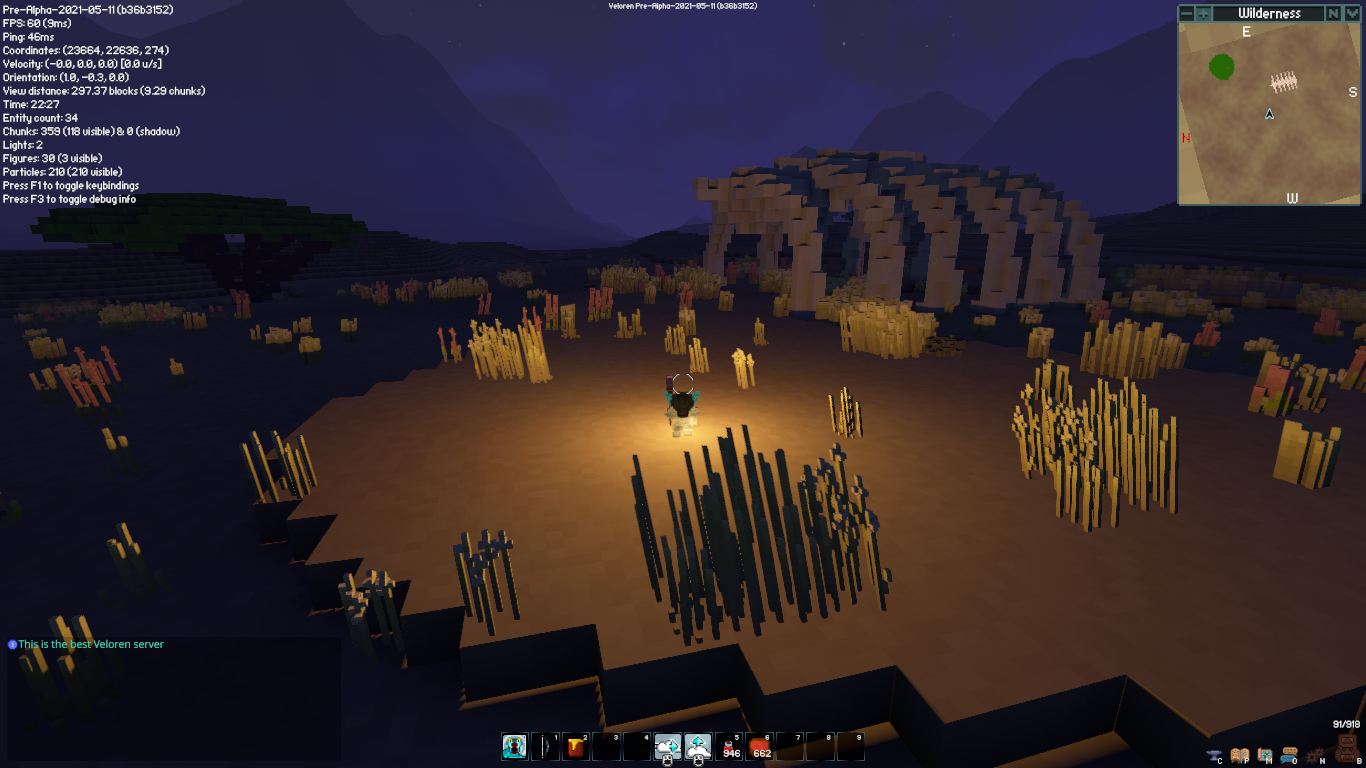 Pre-Alpha-2021-05-11 (b36b3152)
FPS: 60 (9ms)
Ping: 46ms
Coordinates: (23664, 22636, 274)
Velocity: (-0.0, 0.0, 0.0) [0.0 u/s]
Orientation: (1.0, -0.3, 0.0)
View distance: 297.37 blocks (9.29 chunks)
Time: 22:27
Entity count: 34
Chunks: 359 (118 visible) & 0 (shadow)
Lights: 2
Figures: 30 (3 visible)
Particles: 210 (210 visible)
Press F1 to toggle keybindings
Press F3 to toggle debug info
Veloren Pre-Alpha-2021-05-11 (b36b3152)
Wilderness
N
E
S
N
W
This is the best Veloren server
1 2 3 4 5 6 7 8 9
946 662
91/918
C P M O N B